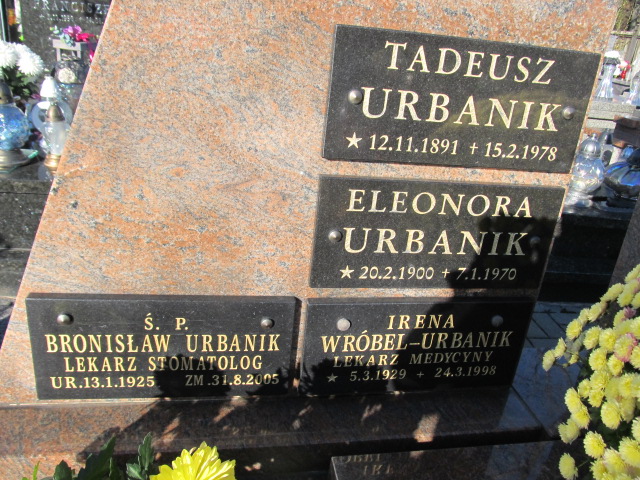 TADEUSZ
URBANIK
★ 12.11.1891 + 15.2.1978
ELEONORA
URBANIK
★ 20.2.1900 + 7.1.1970
Ś. P.
BRONISŁAW URBANIK
LEKARZ STOMATOLOG
UR. 13.1.1925 ZM. 31.8.2005
IRENA
WRÓBEL-URBANIK
LEKARZ MEDYCYNY
★ 5.3.1929 + 24.3.1998